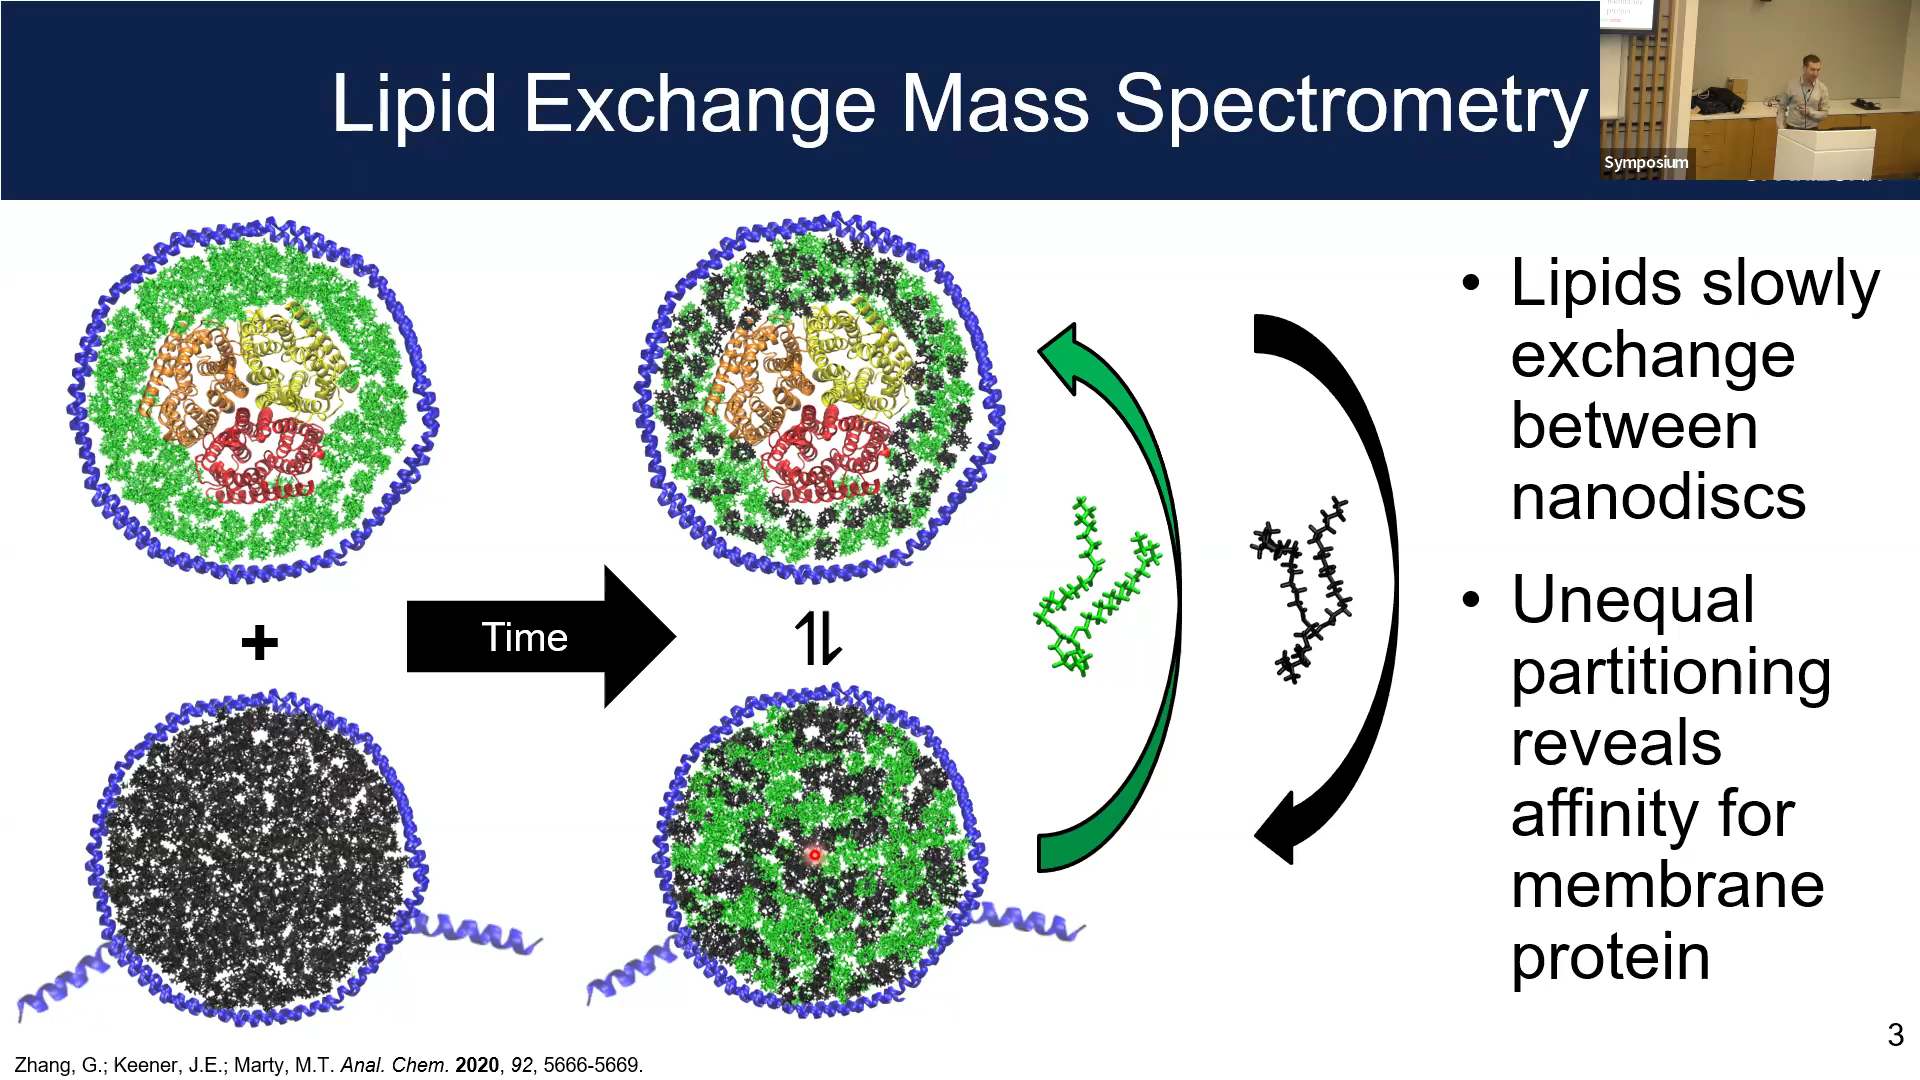 Lipid Exchange Mass Spectrometry
Symposium
Time
• Lipids slowly
exchange
between
nanodiscs
• Unequal
partitioning
reveals
affinity for
membrane
protein
3
Zhang, G.; Keener, J.E.; Marty, M.T. Anal. Chem. 2020, 92, 5666-5669.